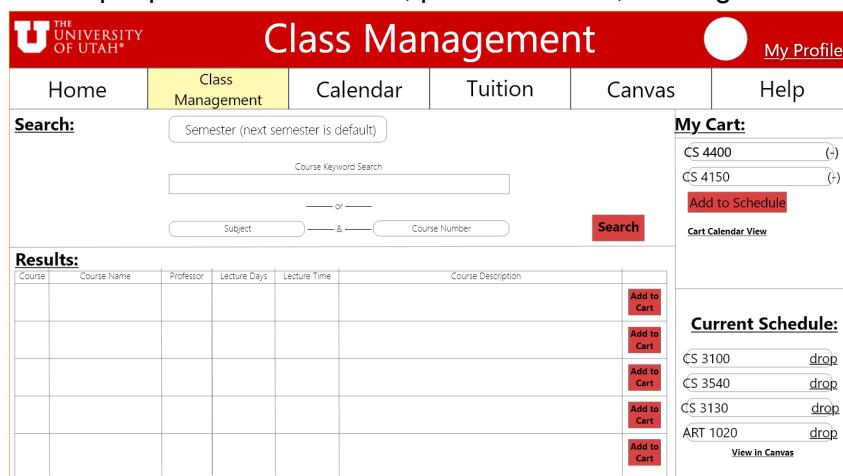 THE
UNIVERSITY
OF UTAH®
Class Management
My Profile
Home
Class
Management
Calendar
Tuition
Canvas
Help
Search:
Semester (next semester is default)
Course Keyword Search
or
Subject
&
Course Number
Search
My Cart:
CS 4400 (-)
CS 4150 (-)
Add to Schedule
Cart Calendar View
Results:
Course Course Name Professor Lecture Days Lecture Time Course Description
Add to
Cart
Add to
Cart
Add to
Cart
Add to
Cart
Add to
Cart
Current Schedule:
CS 3100 drop
CS 3540 drop
CS 3130 drop
ART 1020 drop
View in Canvas